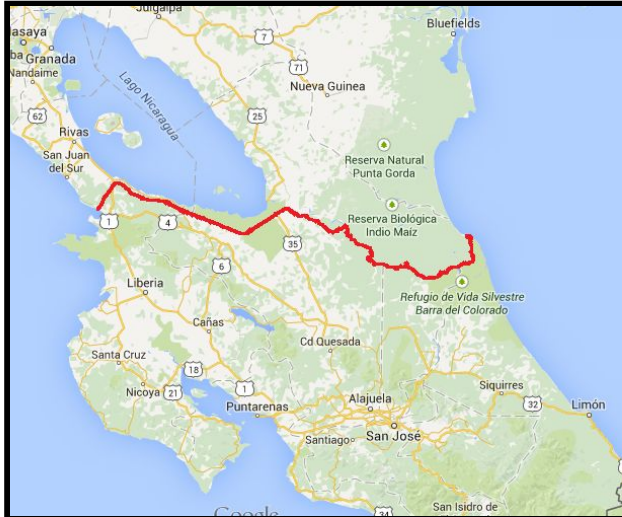 Juigalpa
Bluefields
asaya
7
Granada
ba
Nandaime
71
Nueva Guinea
Lago Nicaragua
62
25
Rivas
San Juan
del Sur
Reserva Natural
Punta Gorda
Reserva Biológica
Indio Maíz
1
4
35
6
Liberia
Refugio de Vida Silvestre
Barra del Colorado
Cañas
Cd Quesada
Santa Cruz
18
Nicoya
21
1
Siquirres
Puntarenas
Alajuela
32
Limón
Santiago
San José
34
San Isidro de
Google